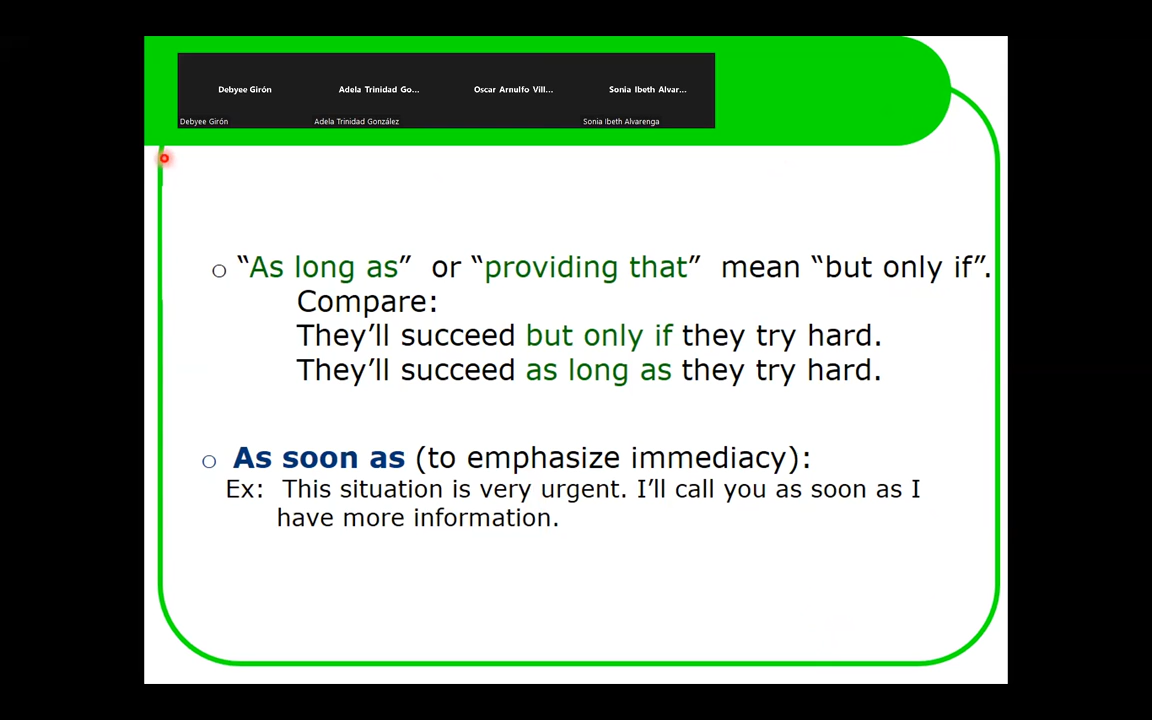 Debyee Girón
Adela Trinidad Go...
Oscar Arnulfo Vill...
Sonia Ibeth Alvar...
Debyee Girón
Adela Trinidad González
Sonia Ibeth Alvarenga
“As long as” or “providing that” mean “but only if”.
Compare:
They’ll succeed but only if they try hard.
They’ll succeed as long as they try hard.
As soon as (to emphasize immediacy):
Ex: This situation is very urgent. I’ll call you as soon as I
have more information.